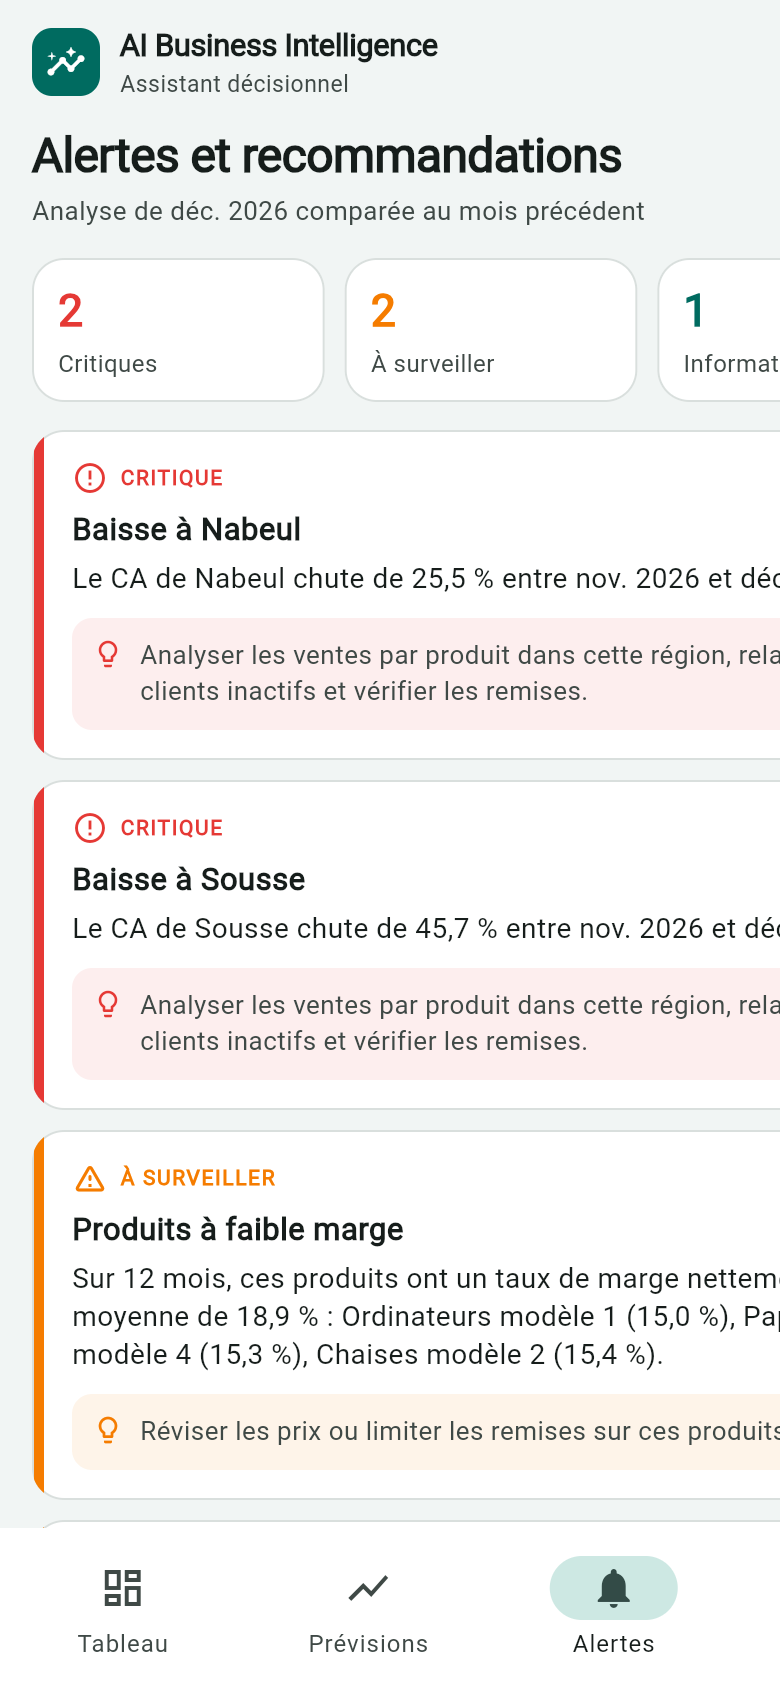 AI Business Intelligence
Assistant décisionnel
Alertes et recommandations
Analyse de déc. 2026 comparée au mois précédent
2
Critiques
2
À surveiller
1
Informat
CRITIQUE
Baisse à Nabeul
Le CA de Nabeul chute de 25,5 % entre nov. 2026 et déc
Analyser les ventes par produit dans cette région, rela
clients inactifs et vérifier les remises.
CRITIQUE
Baisse à Sousse
Le CA de Sousse chute de 45,7 % entre nov. 2026 et déc
Analyser les ventes par produit dans cette région, rela
clients inactifs et vérifier les remises.
À SURVEILLER
Produits à faible marge
Sur 12 mois, ces produits ont un taux de marge nettem
moyenne de 18,9 % : Ordinateurs modèle 1 (15,0 %), Pap
modèle 4 (15,3 %), Chaises modèle 2 (15,4 %).
Réviser les prix ou limiter les remises sur ces produits
Tableau
Prévisions
Alertes